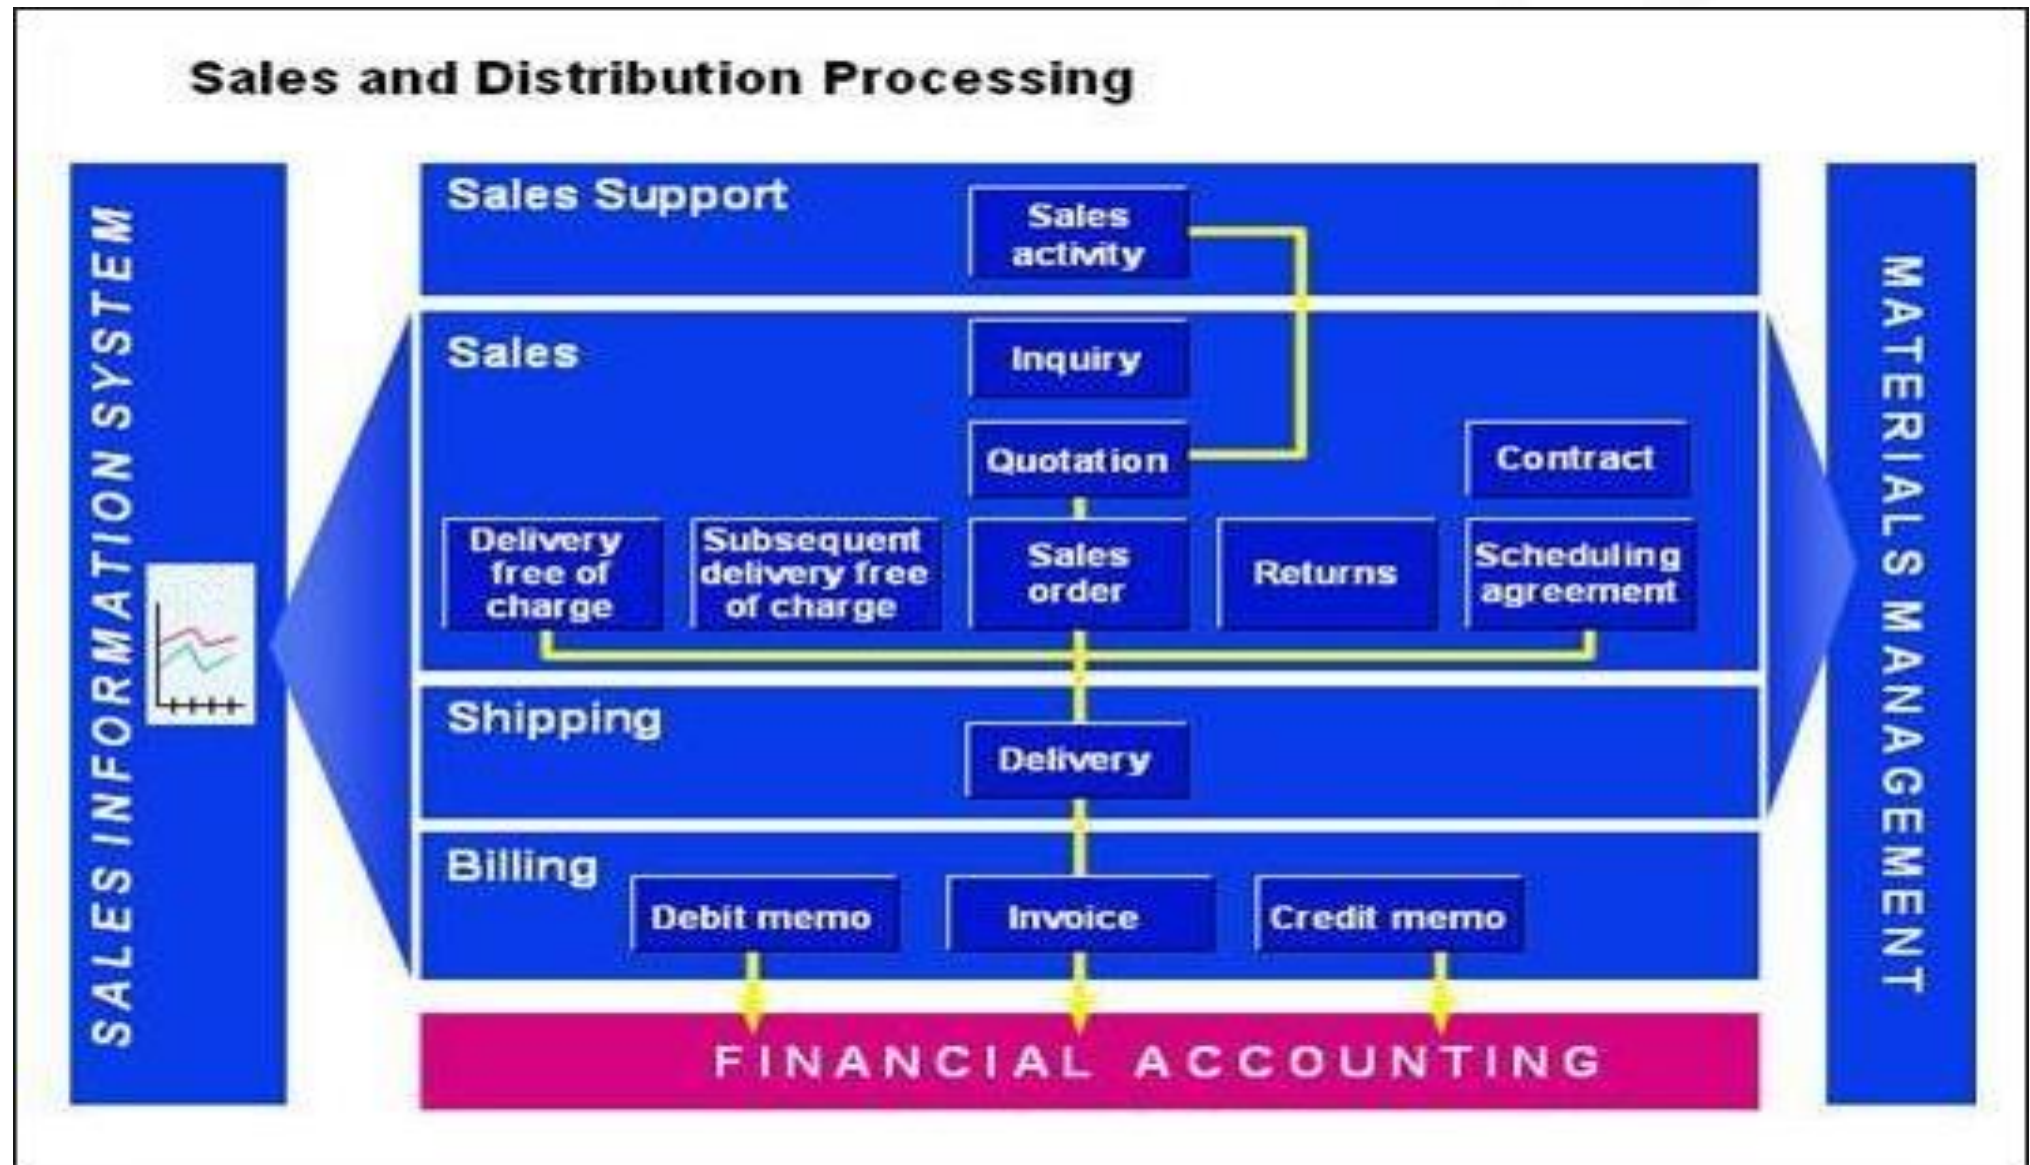 Sales and Distribution Processing
SALES INFORMATION SYSTEM
Sales Support
Sales
activity
Sales
Inquiry
Quotation
Contract
Delivery
free of
charge
Subsequent
delivery free
of charge
Sales
order
Returns
Scheduling
agreement
Shipping
Delivery
Billing
Debit memo
Invoice
Credit memo
FINANCIAL ACCOUNTING
MATERIALS MANAGEMENT